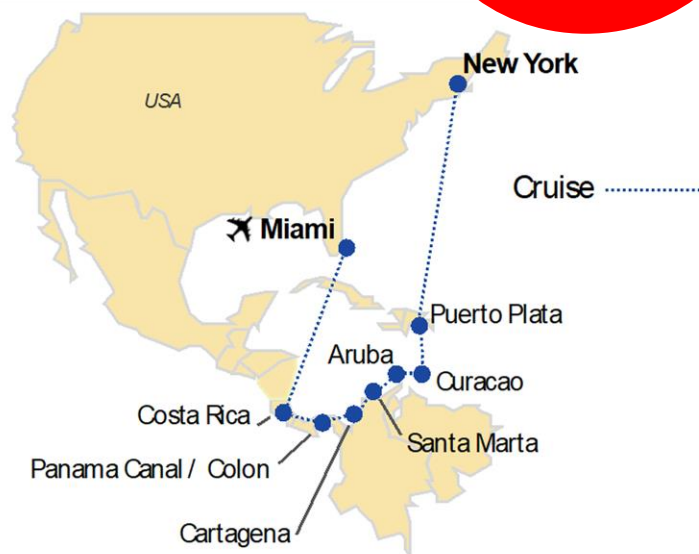 New York
USA
Cruise
Miami
Puerto Plata
Aruba
Curacao
Costa Rica
Santa Marta
Panama Canal / Colon
Cartagena